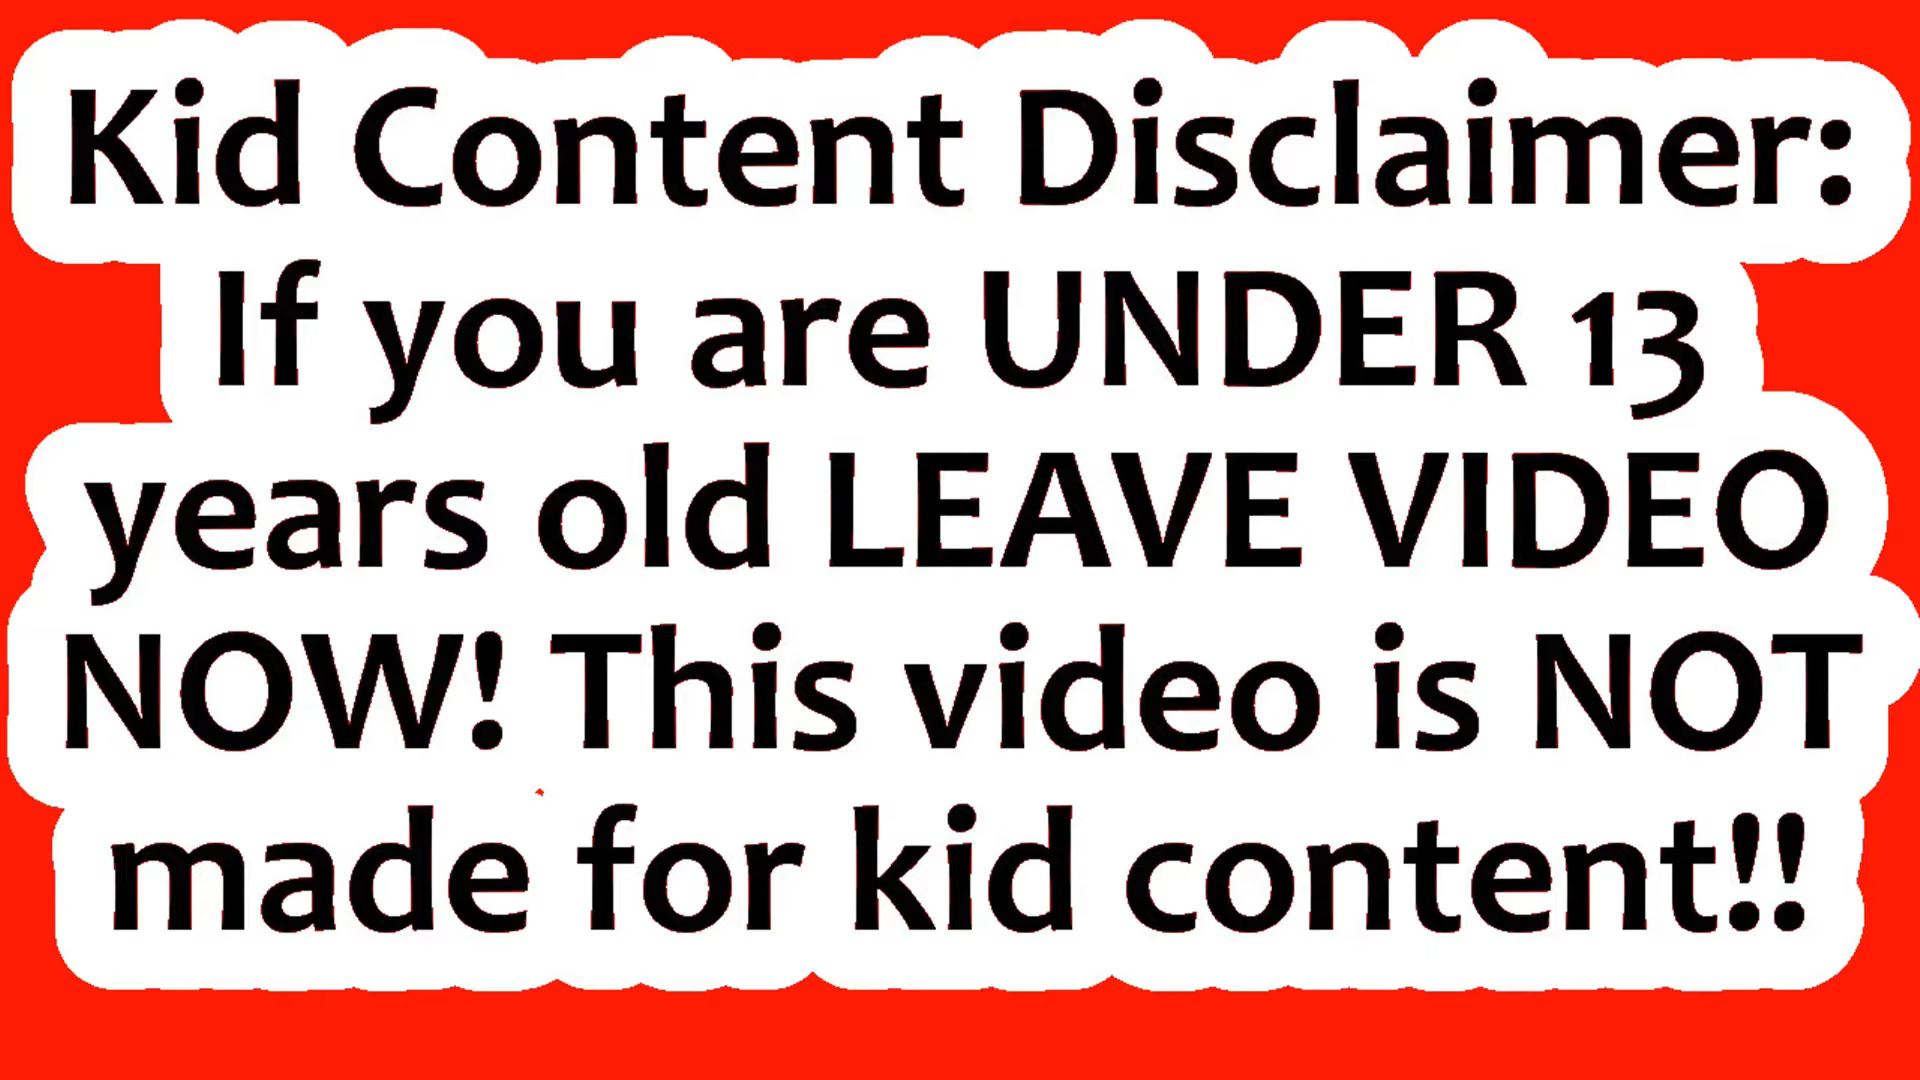 Kid Content Disclaimer:
If you are UNDER 13
years old LEAVE VIDEO
NOW! This video is NOT
made for kid content!!